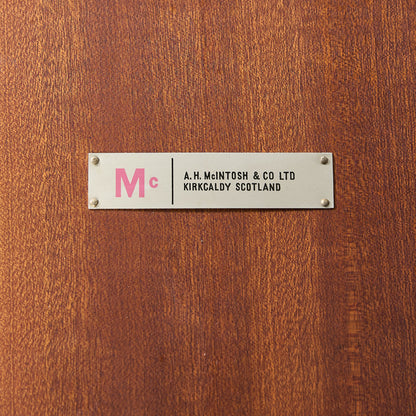 Mc
A.H. McINTOSH & CO LTD
KIRKCALDY SCOTLAND